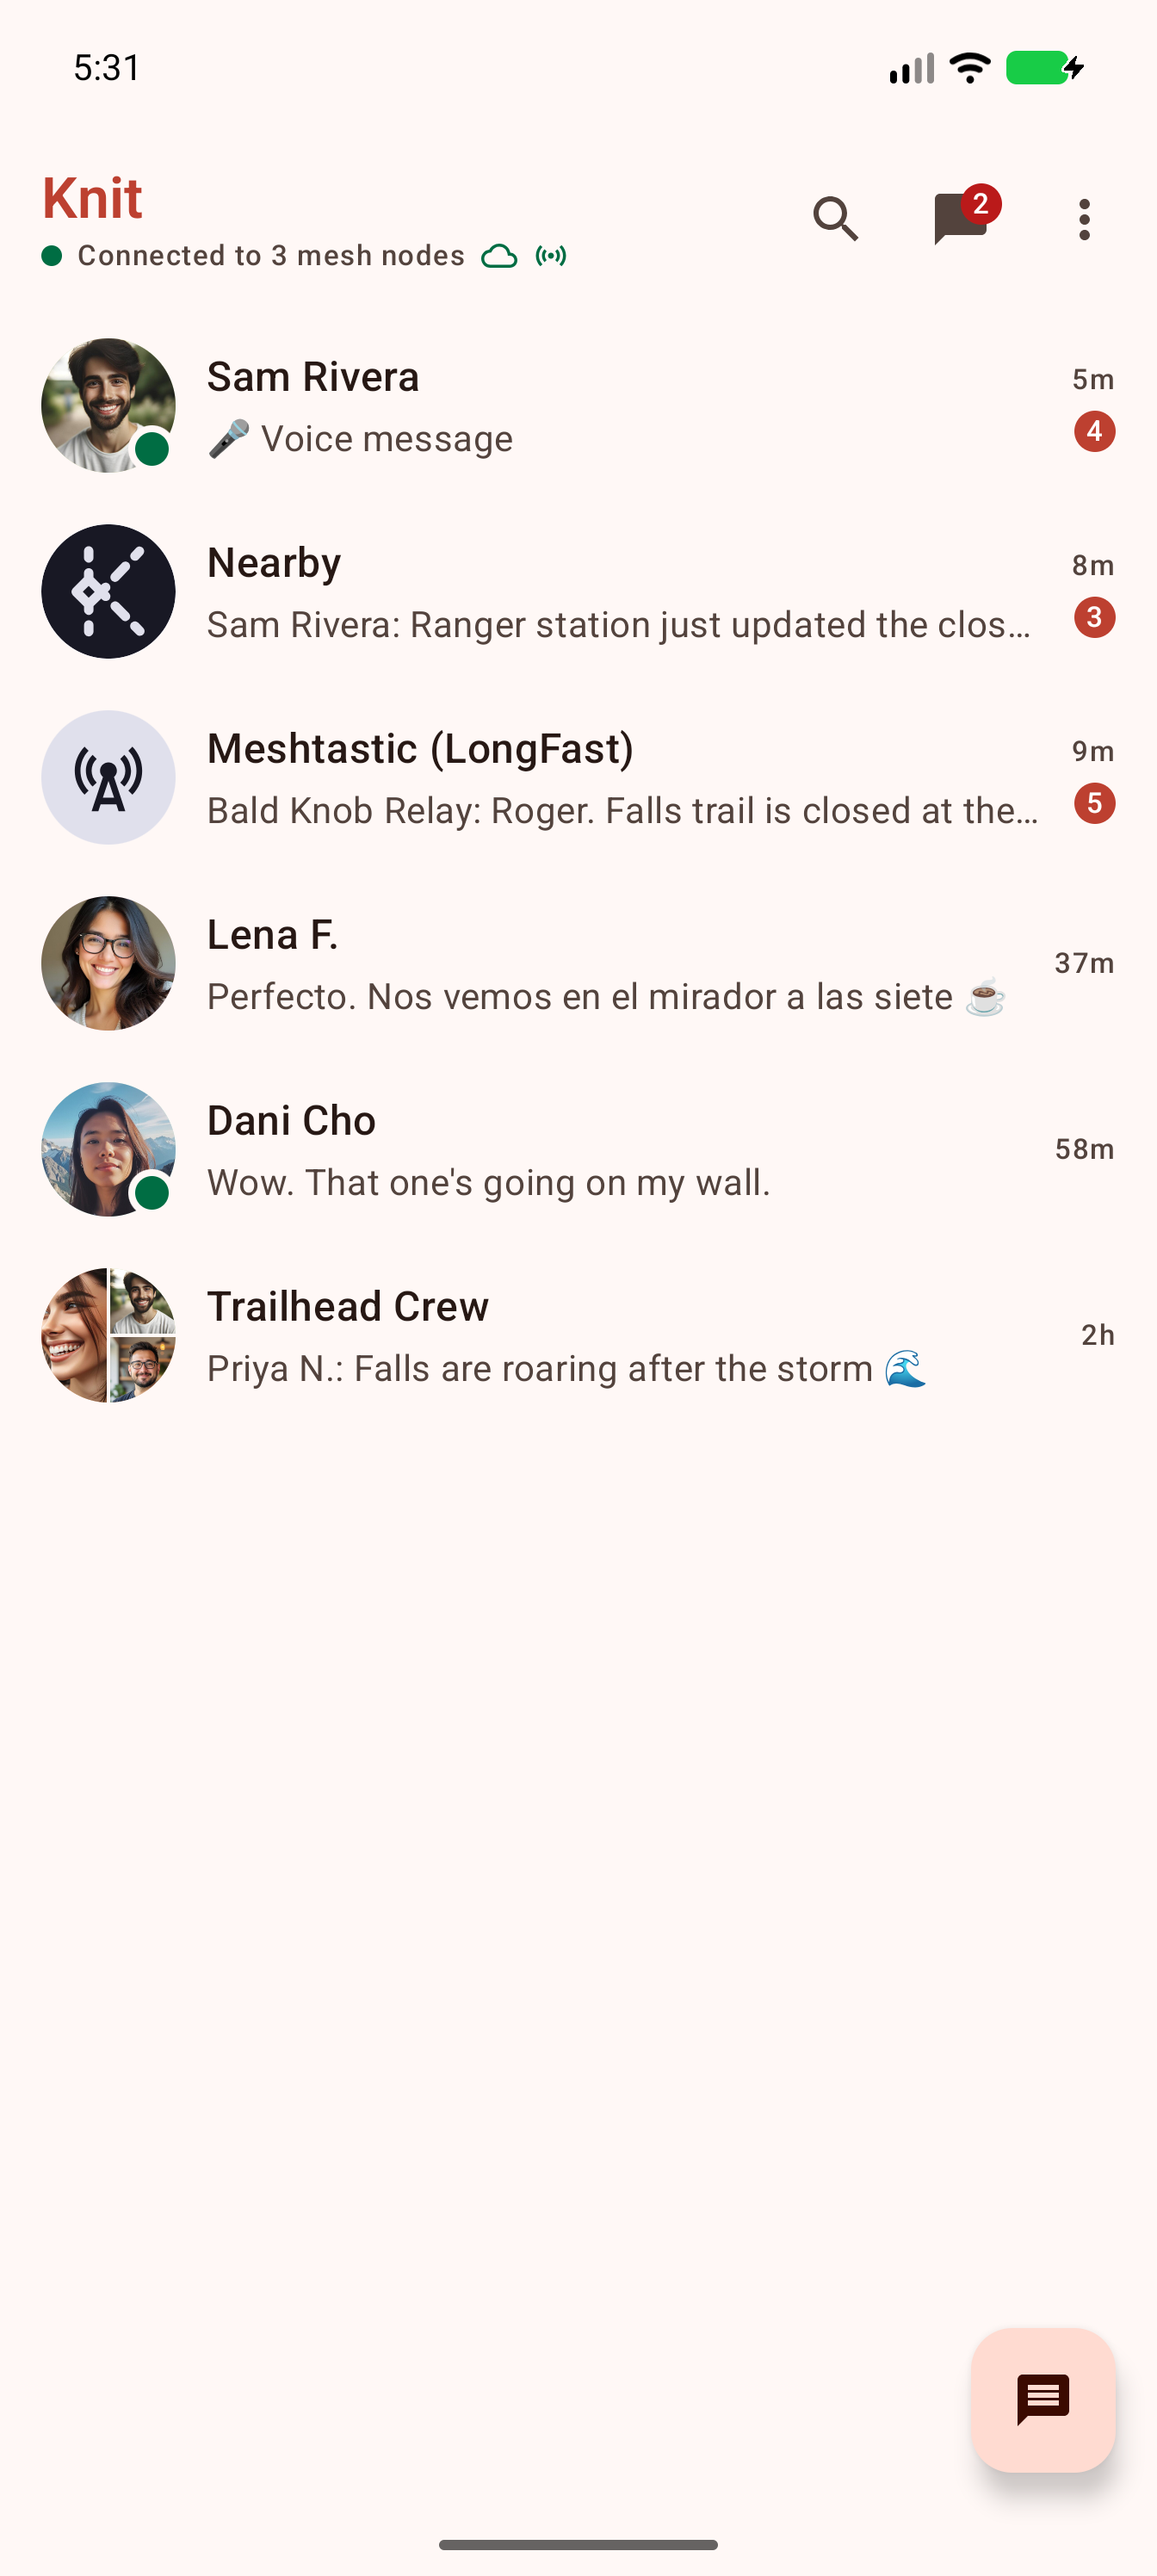 5:31
Knit
2
Connected to 3 mesh nodes
Sam Rivera
5m
🎤 Voice message
4
Nearby
8m
Sam Rivera: Ranger station just updated the clos…
3
Meshtastic (LongFast)
9m
Bald Knob Relay: Roger. Falls trail is closed at the…
5
Lena F.
37m
Perfecto. Nos vemos en el mirador a las siete ☕
Dani Cho
58m
Wow. That one's going on my wall.
Trailhead Crew
2h
Priya N.: Falls are roaring after the storm 🌊